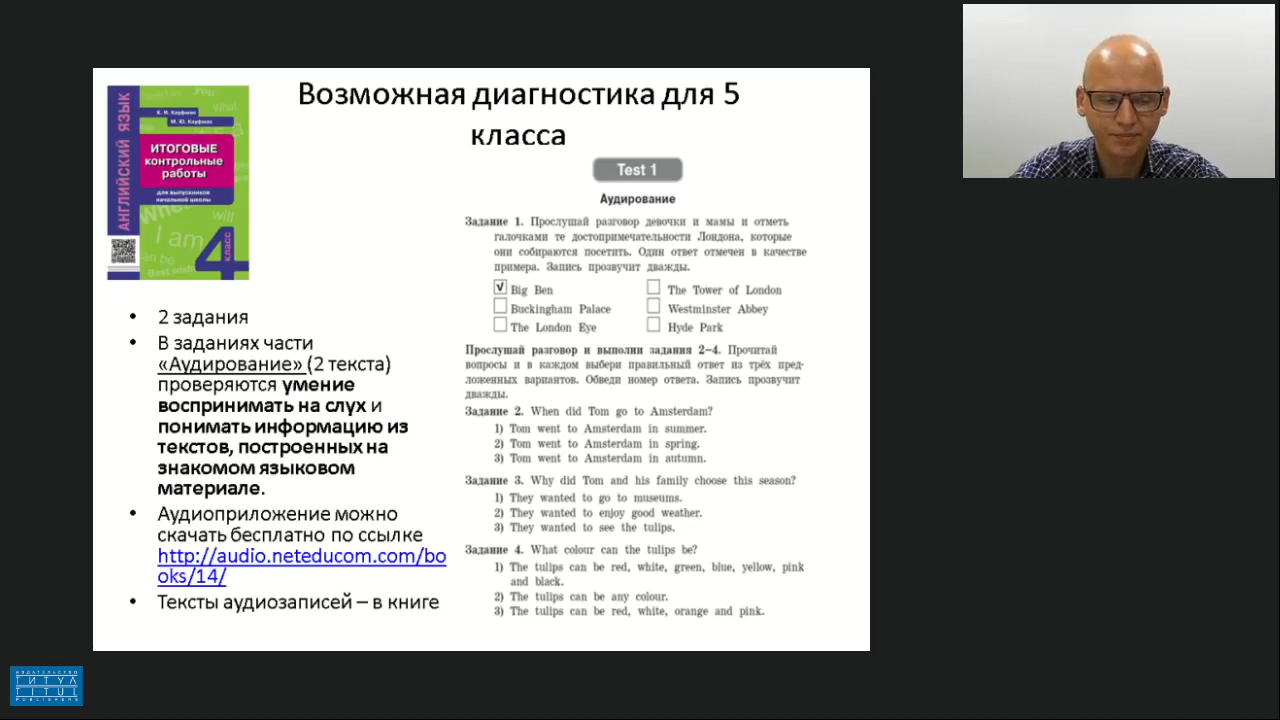 Возможная диагностика для 5
класса
АНГЛИЙСКИЙ ЯЗЫК
К. И. Кауфман
М. Ю. Кауфман
ИТОГОВЫЕ
контрольные
работы
для выпускников
начальной школы
4
класс
Test 1
Аудирование
Задание 1. Прослушай разговор девочки и мамы и отметь
галочками те достопримечательности Лондона, которые
они собираются посетить. Один ответ отмечен в качестве
примера. Запись прозвучит дважды.
V Big Ben
The Tower of London
Buckingham Palace
Westminster Abbey
The London Eye
Hyde Park
Прослушай разговор и выполни задания 2–4. Прочитай
вопросы и в каждом выбери правильный ответ из трёх пред-
ложенных вариантов. Обведи номер ответа. Запись прозвучит
дважды.
Задание 2. When did Tom go to Amsterdam?
1) Tom went to Amsterdam in summer.
2) Tom went to Amsterdam in spring.
3) Tom went to Amsterdam in autumn.
Задание 3. Why did Tom and his family choose this season?
1) They wanted to go to museums.
2) They wanted to enjoy good weather.
3) They wanted to see the tulips.
Задание 4. What colour can the tulips be?
1) The tulips can be red, white, green, blue, yellow, pink
and black.
2) The tulips can be any colour.
3) The tulips can be red, white, orange and pink.
• 2 задания
• В заданиях части
«Аудирование» (2 текста)
проверяются умение
воспринимать на слух и
понимать информацию из
текстов, построенных на
знакомом языковом
материале.
• Аудиоприложение можно
скачать бесплатно по ссылке
http://audio.neteducom.com/bo
oks/14/
• Тексты аудиозаписей – в книге
ИЗДАТЕЛЬСТВО
ТИТУЛ
TITUL
PUBLISHERS